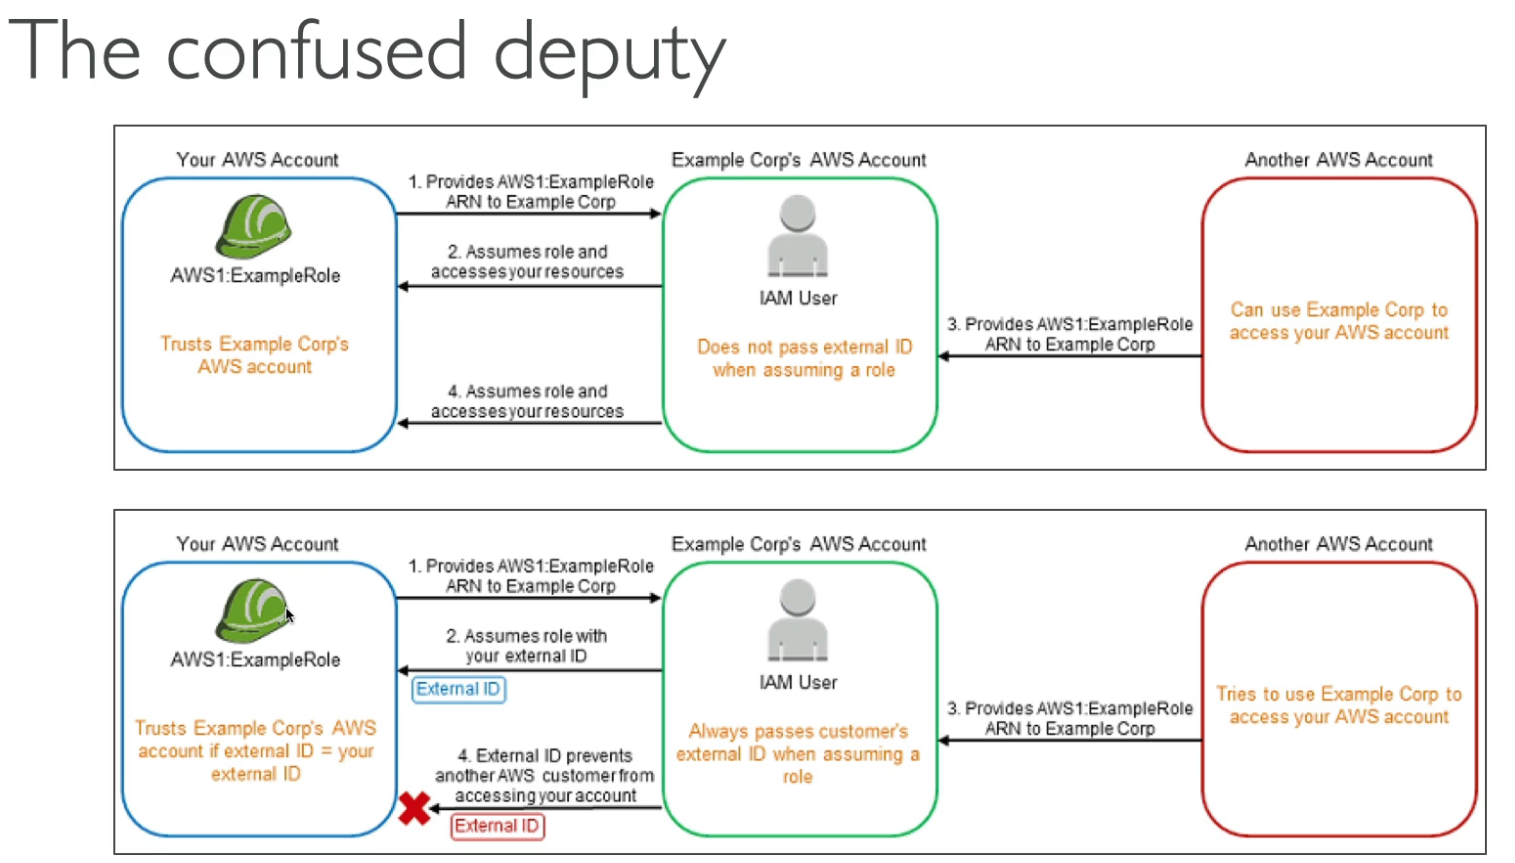 The confused deputy
Your AWS Account
Example Corp's AWS Account
Another AWS Account
1. Provides AWS1:ExampleRole
ARN to Example Corp
AWS1:ExampleRole
2. Assumes role and
accesses your resources
IAM User
Trusts Example Corp's
AWS account
Does not pass external ID
when assuming a role
3. Provides AWS1:ExampleRole
ARN to Example Corp
Can use Example Corp to
access your AWS account
4. Assumes role and
accesses your resources
Your AWS Account
Example Corp's AWS Account
Another AWS Account
1. Provides AWS1:ExampleRole
ARN to Example Corp
AWS1:ExampleRole
2. Assumes role with
your external ID
External ID
IAM User
Trusts Example Corp's AWS
account if external ID = your
external ID
Always passes customer's
external ID when assuming a
role
3. Provides AWS1:ExampleRole
ARN to Example Corp
Tries to use Example Corp to
access your AWS account
4. External ID prevents
another AWS customer from
accessing your account
External ID